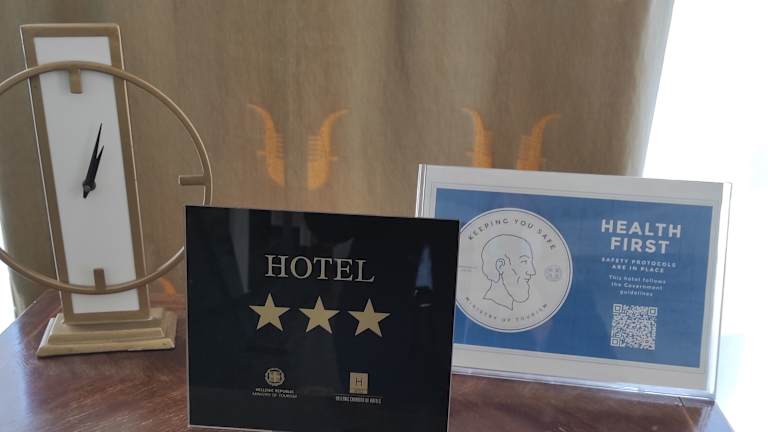 HOTEL
HELLENIC REPUBLIC
MINISTRY OF TOURISM
H
HELLENIC CHAMBER OF HOTELS
KEEPING YOU SAFE
MINISTRY OF TOURISM
HEALTH
FIRST
SAFETY PROTOCOLS
ARE IN PLACE
This hotel follows
the Government
guidelines